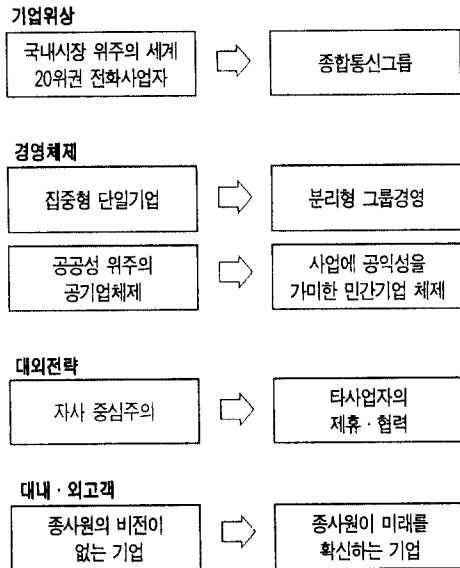 기업위상
국내시장 위주의 세계
20위권 전화사업자
종합통신그룹
경영체제
집중형 단일기업
분리형 그룹경영
공공성 위주의
공기업체제
사업에 공익성을
가미한 민간기업 체제
대외전략
자사 중심주의
타사업자의
제휴·협력
대내·외고객
종사원의 비전이
없는 기업
종사원이 미래를
확신하는 기업